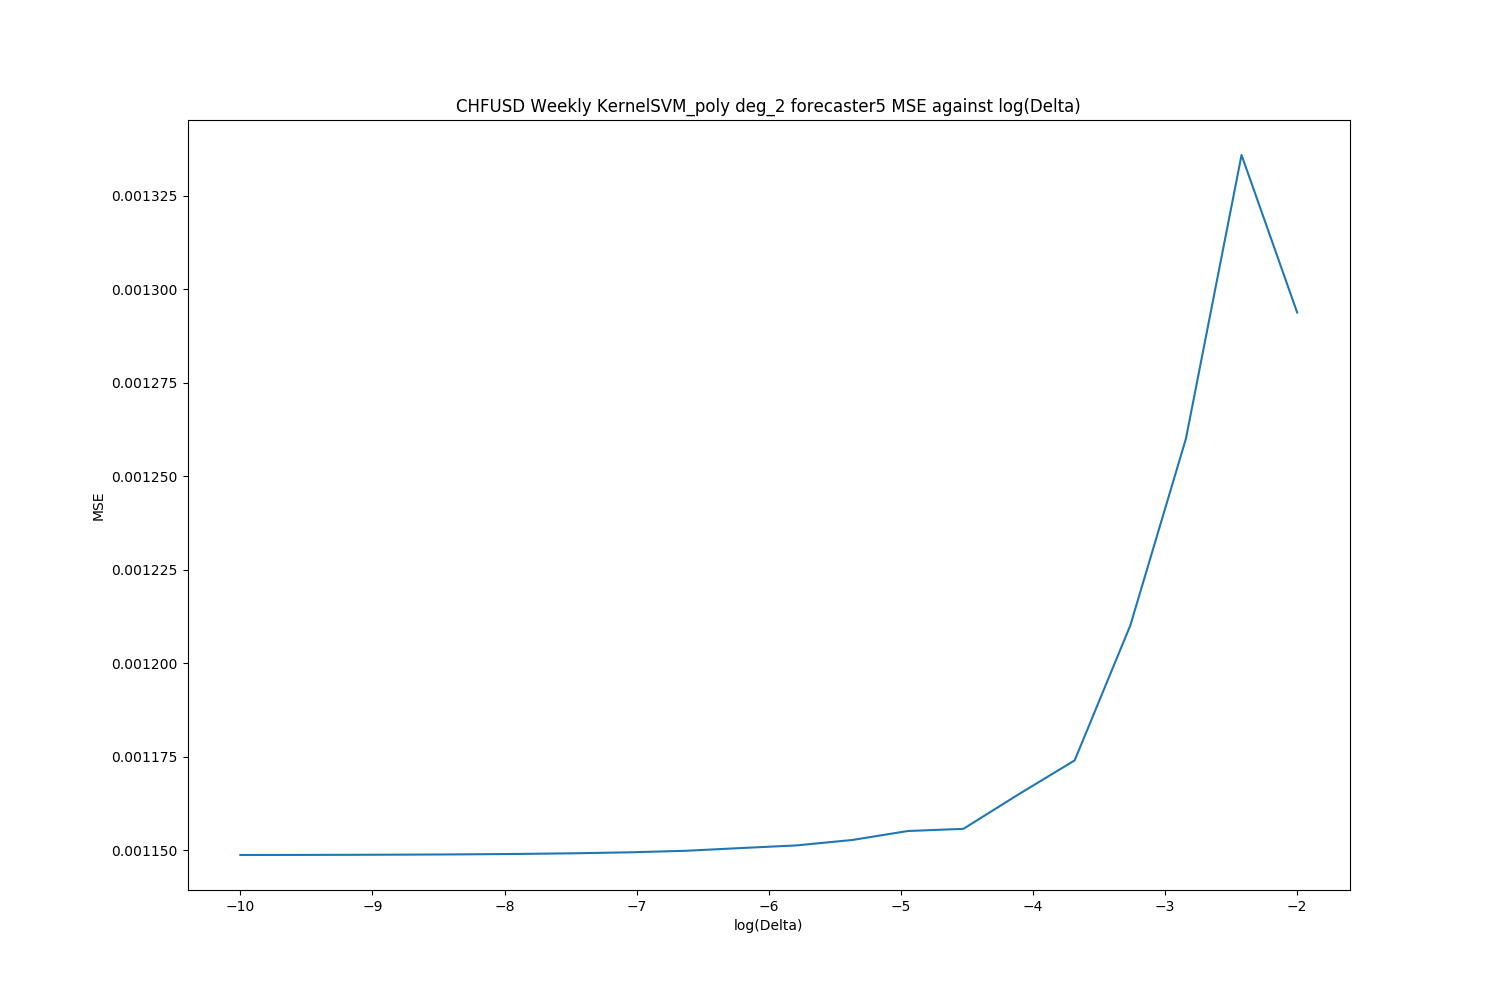 CHFUSD Weekly KernelSVM_poly deg_2 forecaster5 MSE against log(Delta)
0.001325
0.001300
0.001275
0.001250
MSE
0.001225
0.001200
0.001175
0.001150
−10 −9 −8 −7 −6 −5 −4 −3 −2
log(Delta)